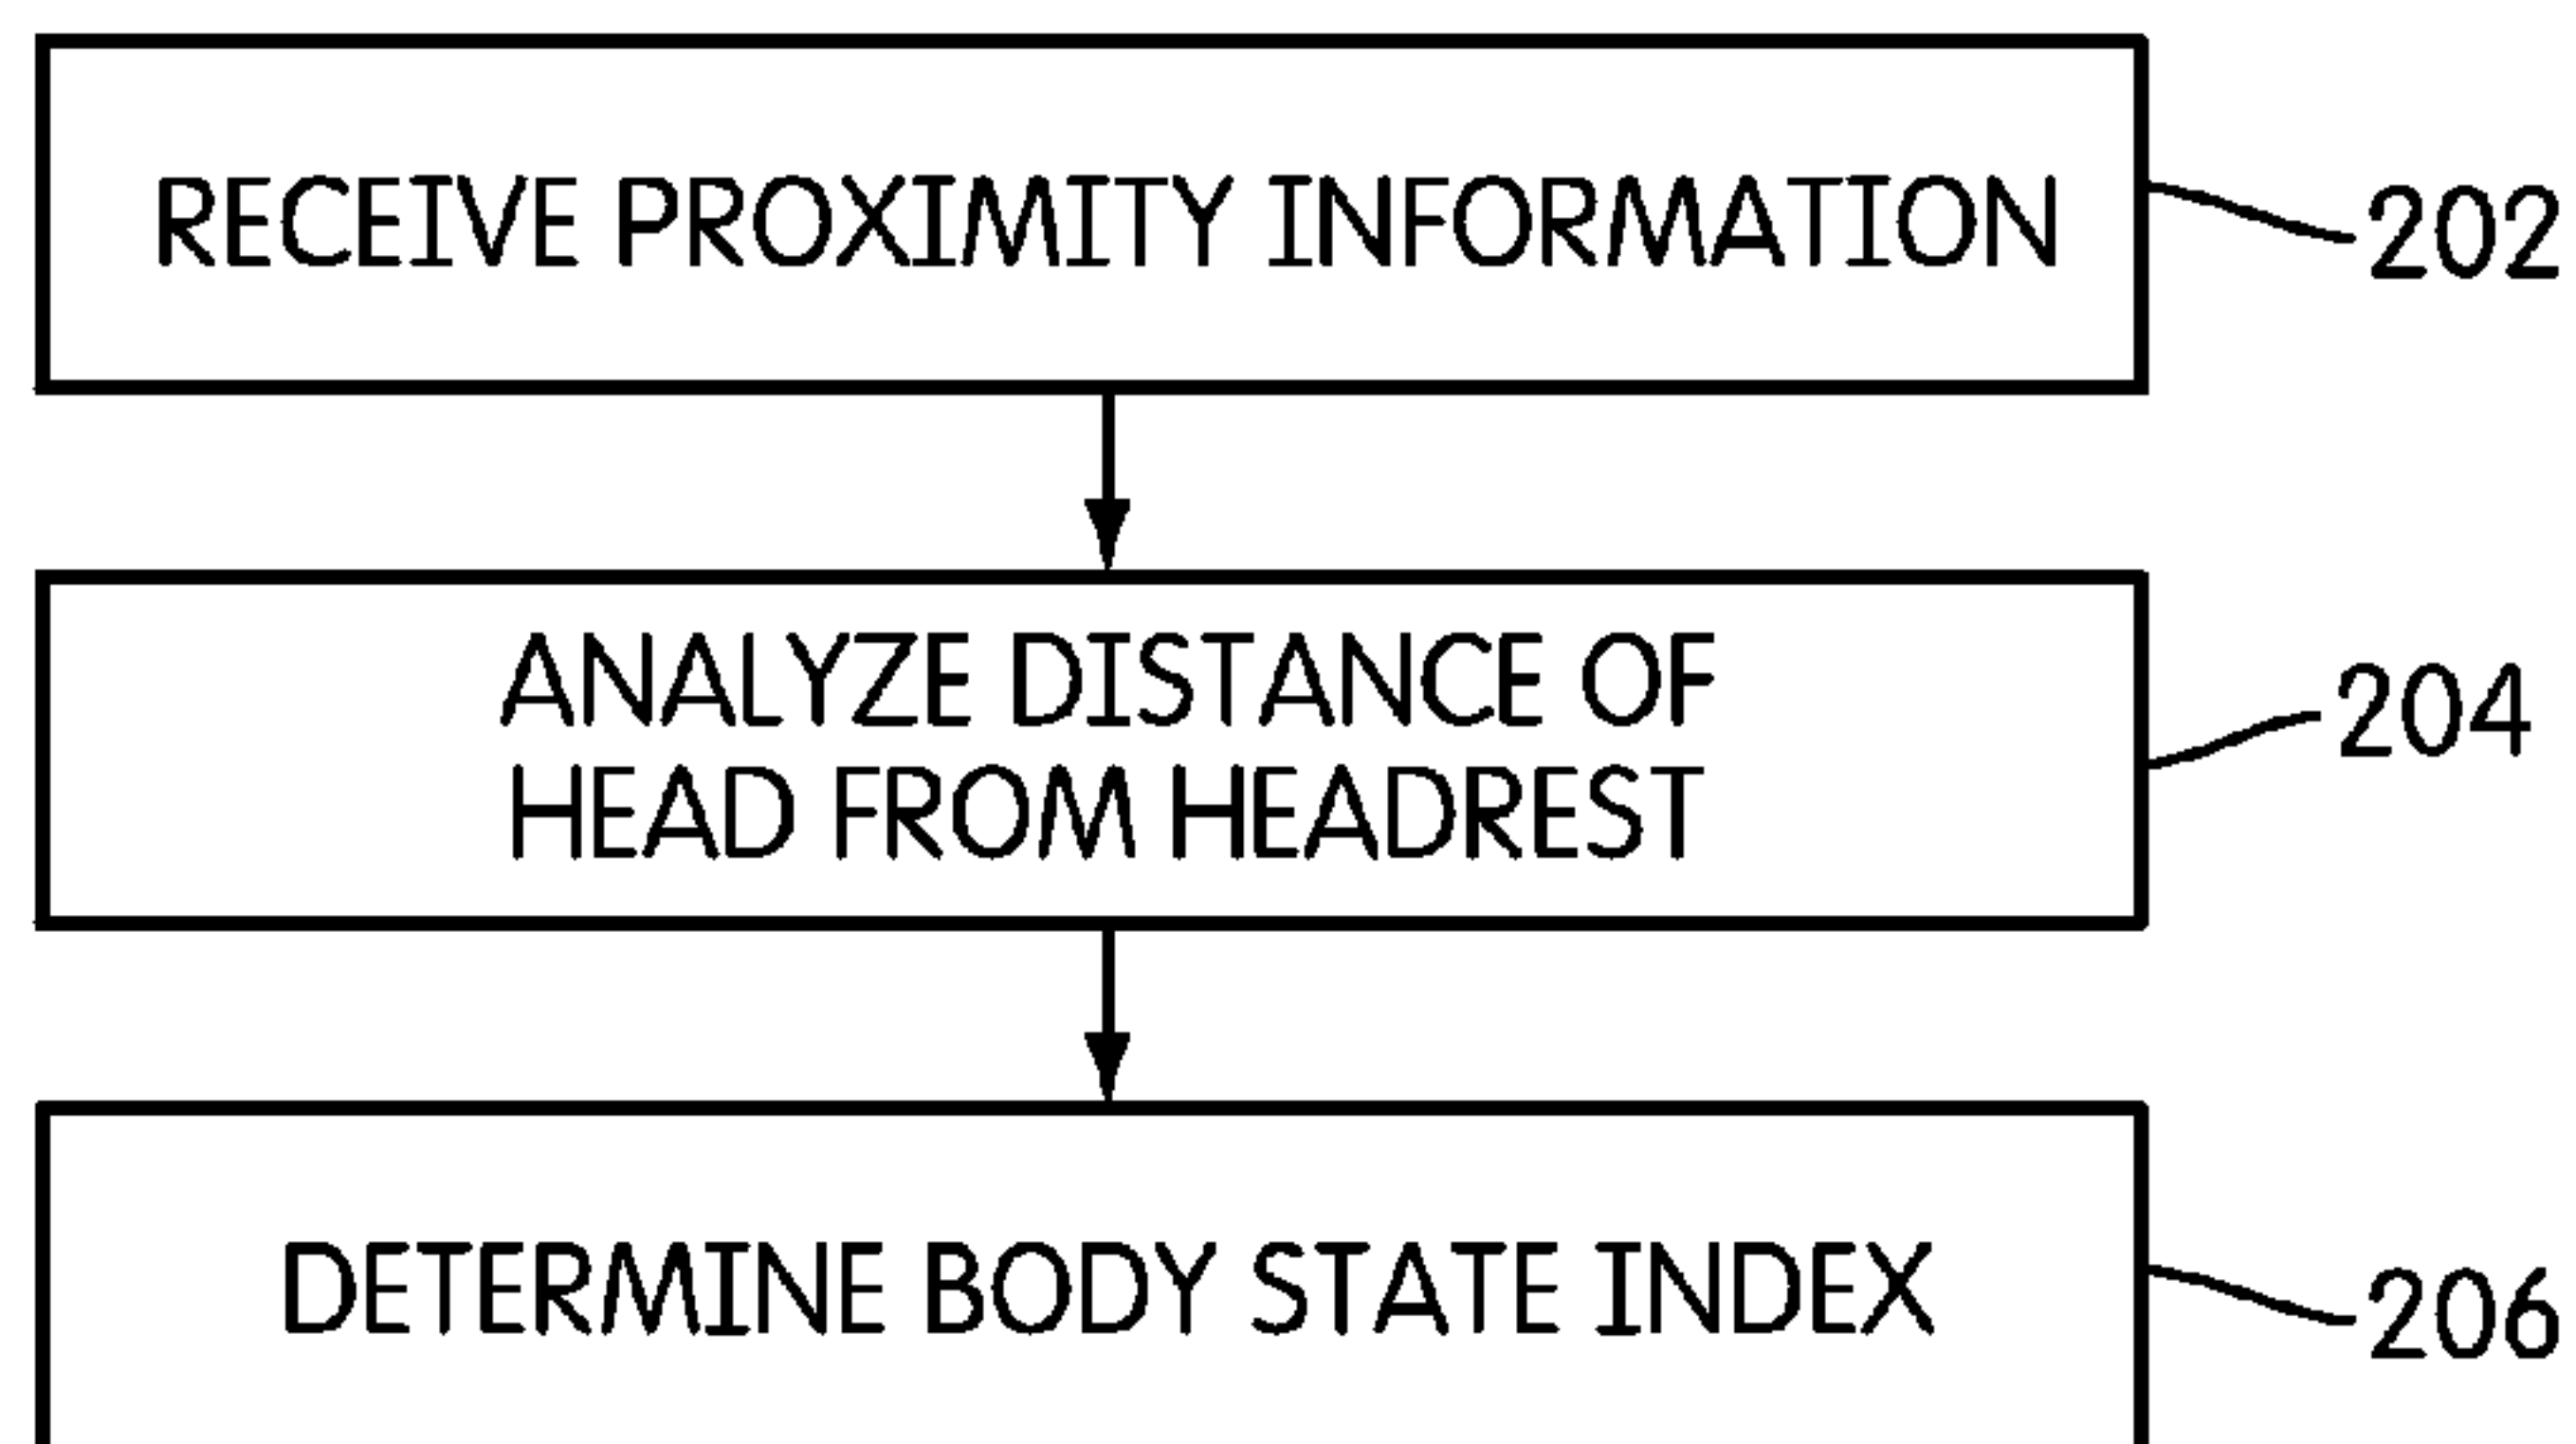 RECEIVE PROXIMITY INFORMATION
202
ANALYZE DISTANCE OF
HEAD FROM HEADREST
204
DETERMINE BODY STATE INDEX
206